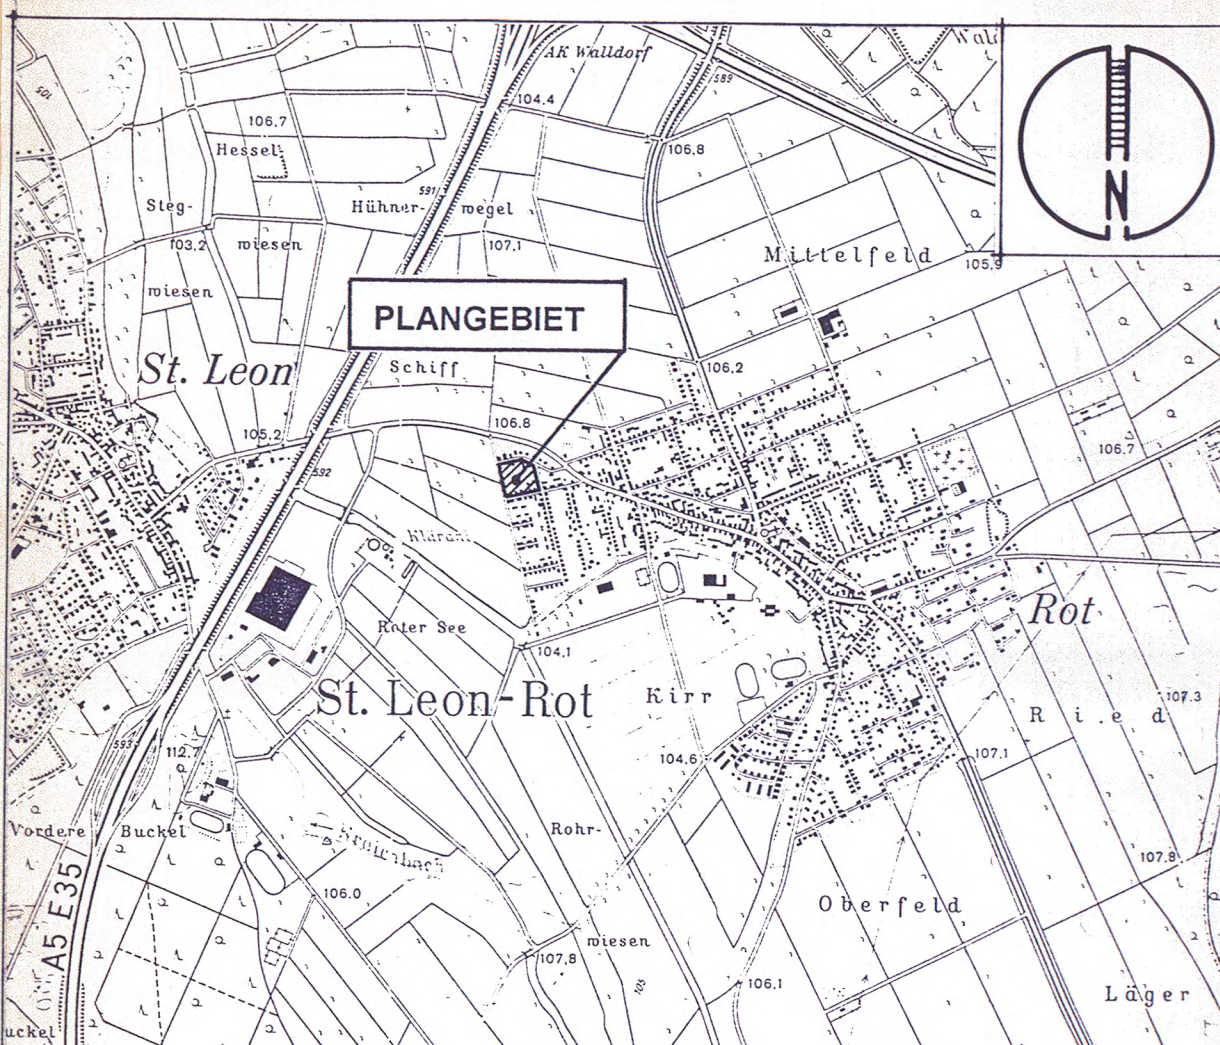 AK Walldorf
589
104,4
106,7
Hessel
106,8
591
Steg-
Hühner- wegel
103,2
wiesen
107,1
Mittelfeld
105,9
wiesen
N
PLANGEBIET
St. Leon
Schiff
106,2
105,2
106,8
592
106,7
Roter See
104,1
Rot
St. Leon-Rot
Kirr
107,3
Ried
593
112,7
104,6
107,1
Vordere Buckel
Rohr-
Kraichbach
107,8
A5 E35
106,0
Oberfeld
wiesen
107,8
105
106,1
Läger
uckel